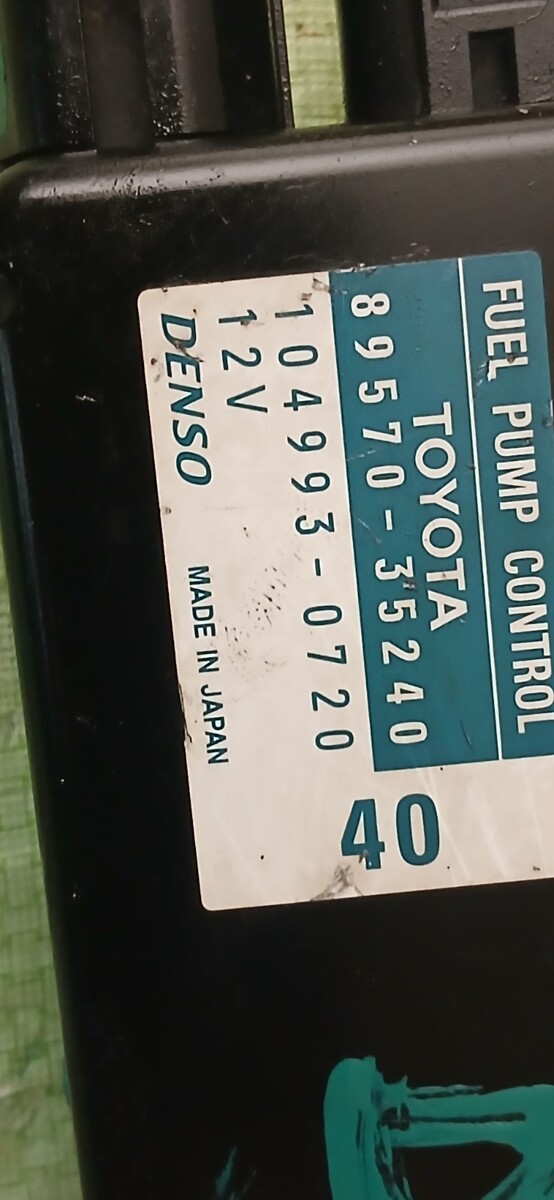 FUEL PUMP CONTROL
TOYOTA
89570-35240
40
104993-0720
12V
DENSO MADE IN JAPAN